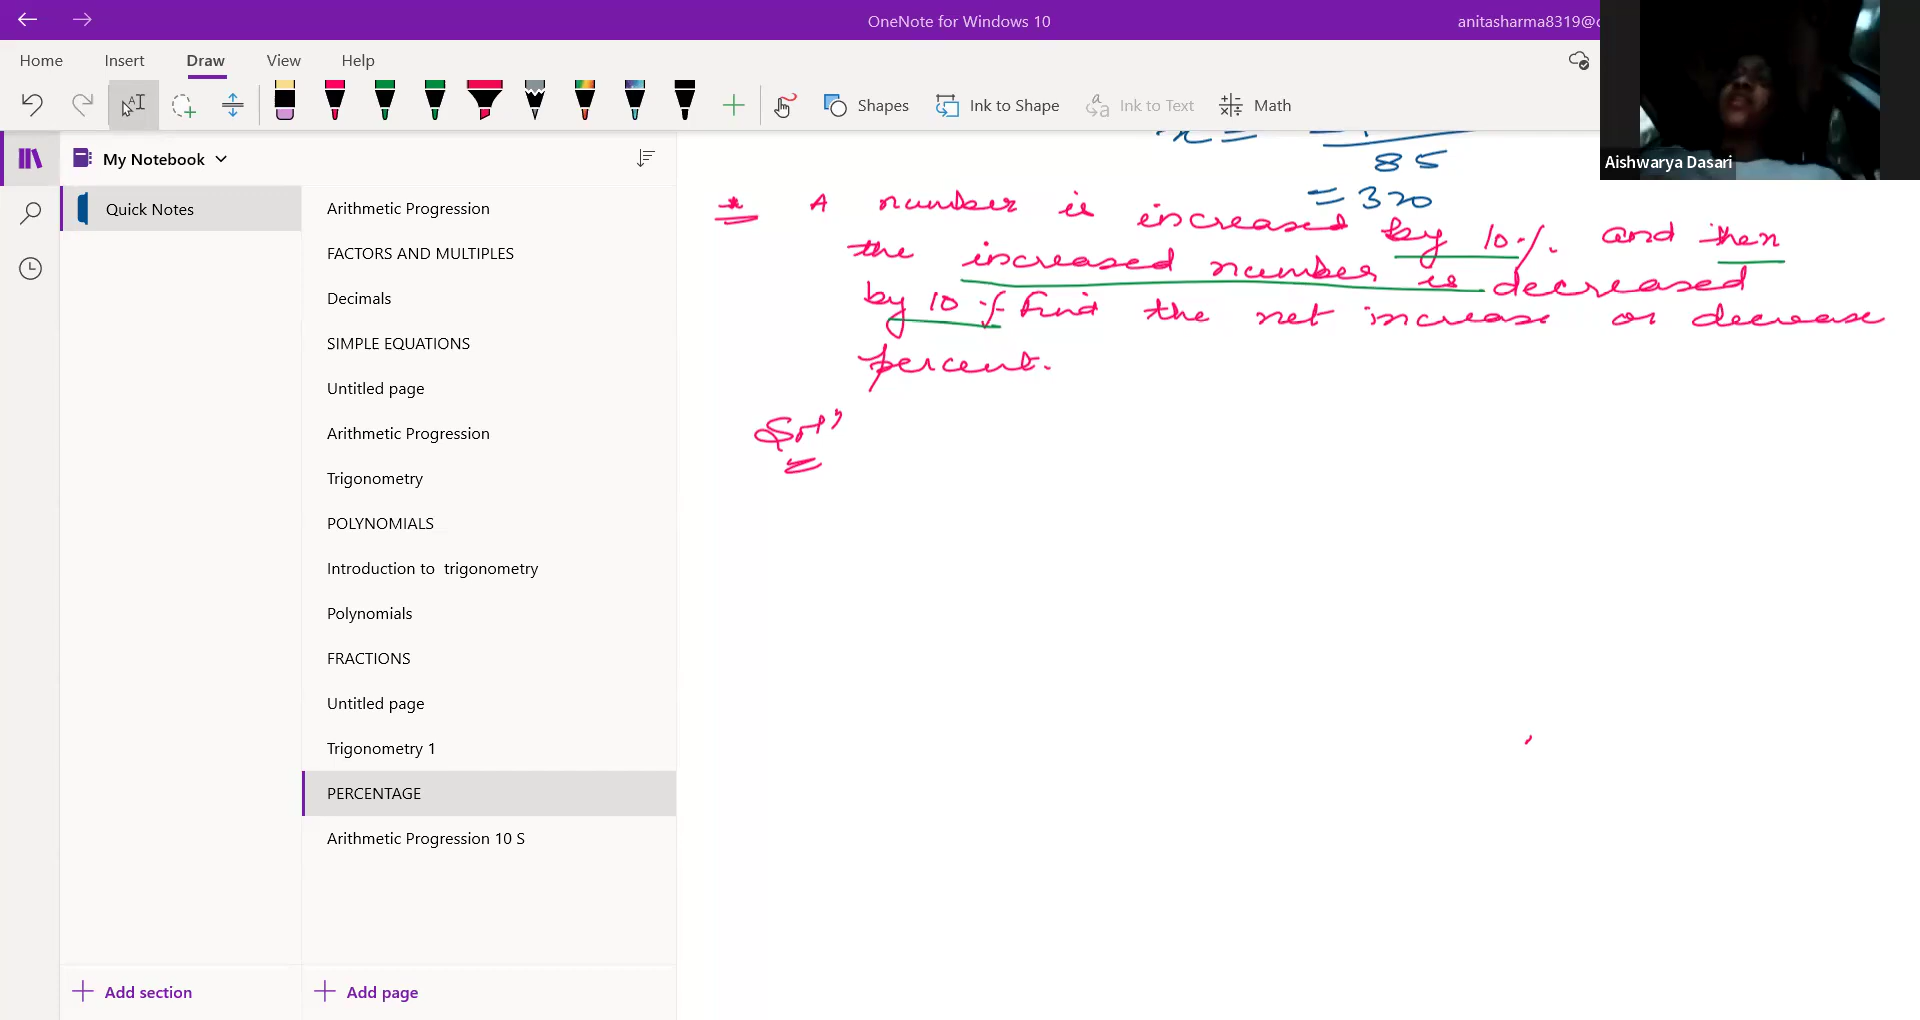 OneNote for Windows 10
anitasharma8319@
Home Insert Draw View Help
Shapes Ink to Shape Ink to Text Math
Aishwarya Dasari
My Notebook
Quick Notes
Arithmetic Progression
FACTORS AND MULTIPLES
Decimals
SIMPLE EQUATIONS
Untitled page
Arithmetic Progression
Trigonometry
POLYNOMIALS
Introduction to trigonometry
Polynomials
FRACTIONS
Untitled page
Trigonometry 1
PERCENTAGE
Arithmetic Progression 10 S
Add section
Add page
x =
85
= 320
* A number is increased by 10% and then
the increased number is decreased
by 10% Find the net increase or decrease
percent.